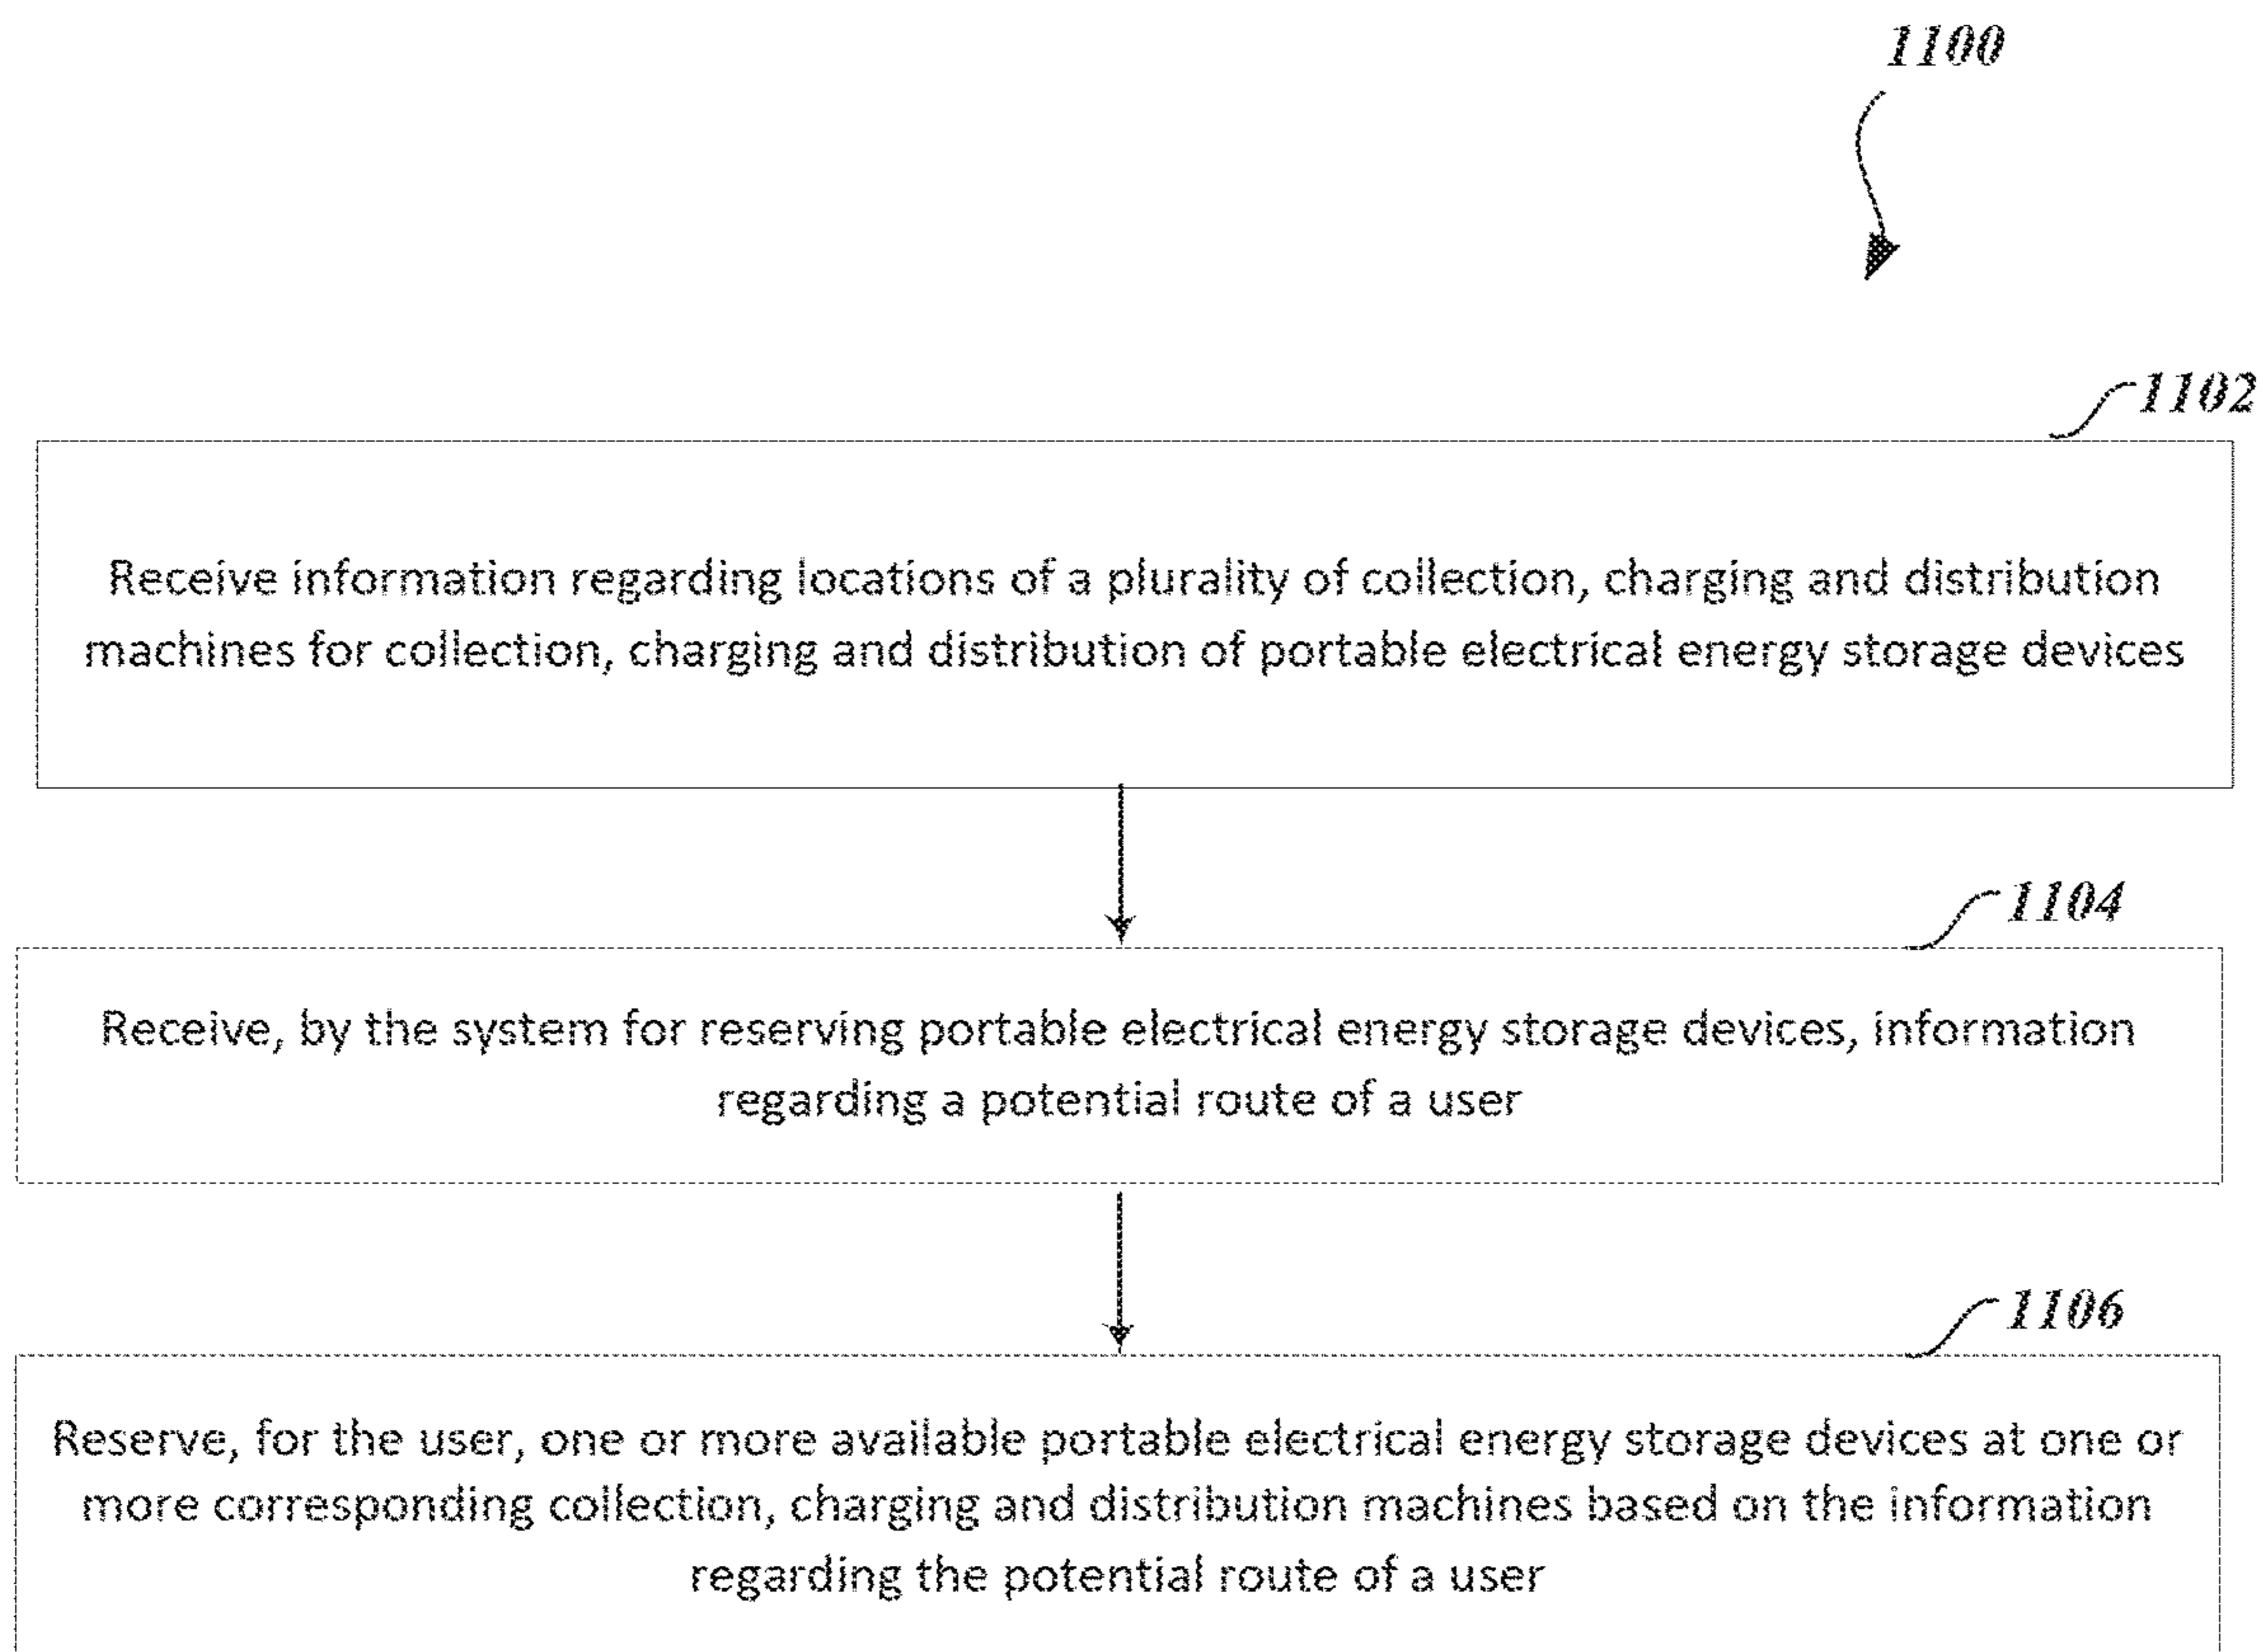 1100
1102
Receive information regarding locations of a plurality of collection, charging and distribution
machines for collection, charging and distribution of portable electrical energy storage devices
1104
Receive, by the system for reserving portable electrical energy storage devices, information
regarding a potential route of a user
1106
Reserve, for the user, one or more available portable electrical energy storage devices at one or
more corresponding collection, charging and distribution machines based on the information
regarding the potential route of a user